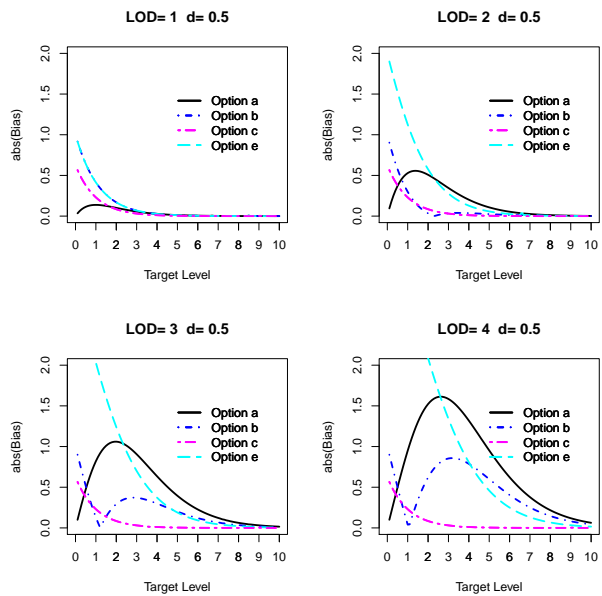 LOD= 1 d= 0.5
abs(Bias)
2.0
1.5
1.0
0.5
0.0
Option a
Option b
Option c
Option e
0 1 2 3 4 5 6 7 8 9 10
Target Level
LOD= 2 d= 0.5
abs(Bias)
2.0
1.5
1.0
0.5
0.0
Option a
Option b
Option c
Option e
0 1 2 3 4 5 6 7 8 9 10
Target Level
LOD= 3 d= 0.5
abs(Bias)
2.0
1.5
1.0
0.5
0.0
Option a
Option b
Option c
Option e
0 1 2 3 4 5 6 7 8 9 10
Target Level
LOD= 4 d= 0.5
abs(Bias)
2.0
1.5
1.0
0.5
0.0
Option a
Option b
Option c
Option e
0 1 2 3 4 5 6 7 8 9 10
Target Level